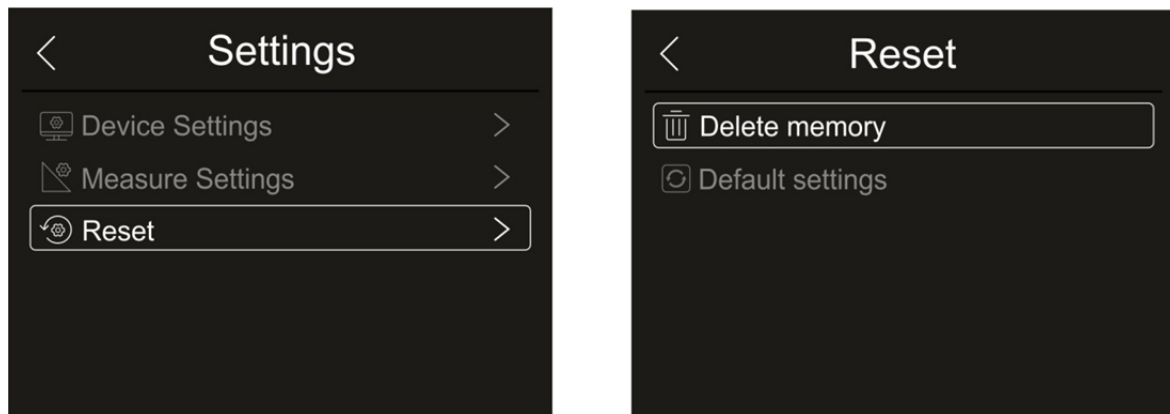 Settings
Device Settings
Measure Settings
Reset
Reset
Delete memory
Default settings